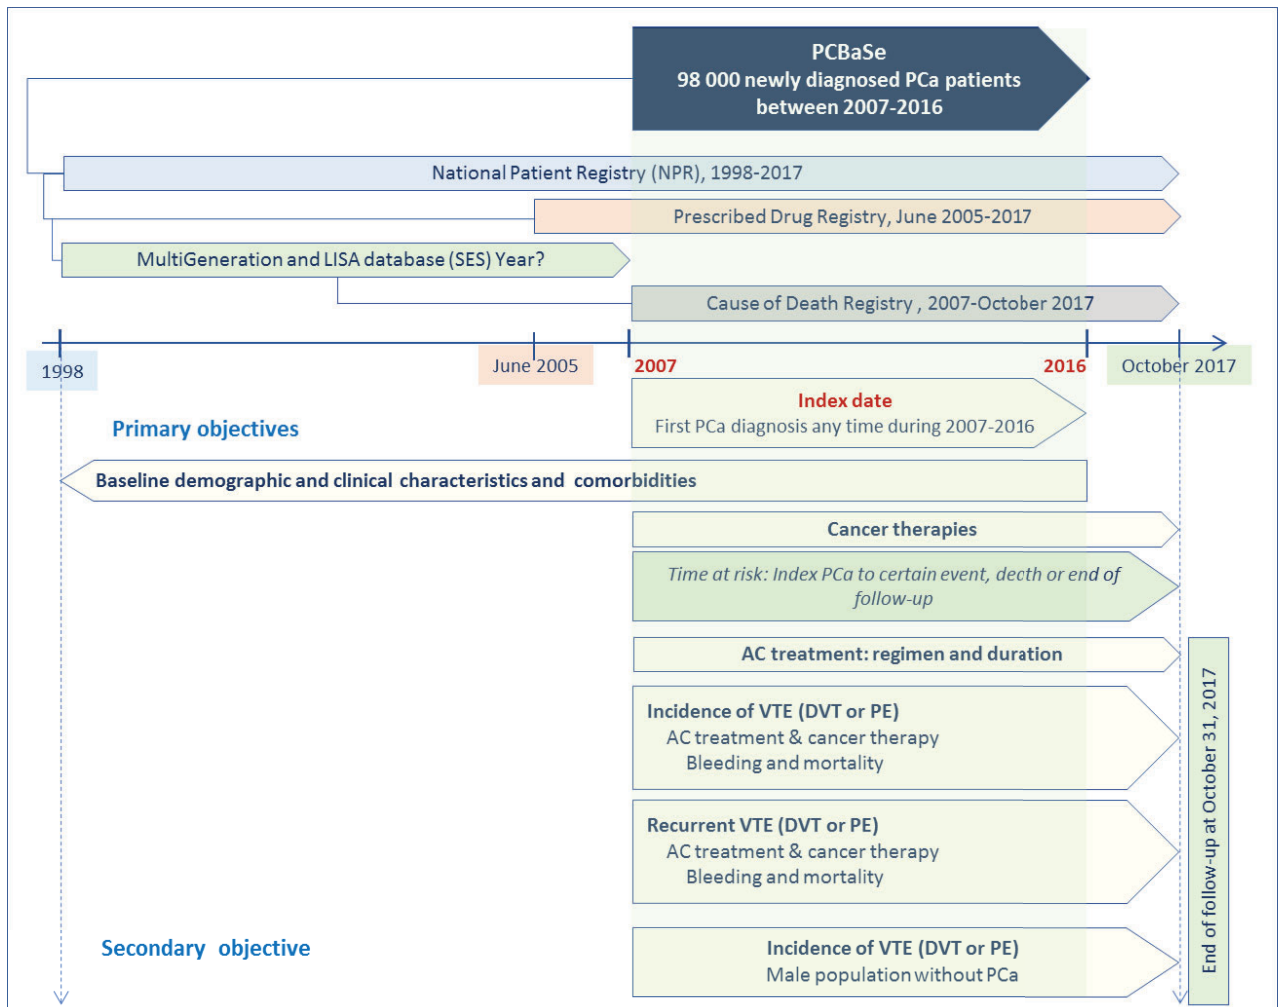 PCBaSe
98 000 newly diagnosed PCa patients
between 2007-2016
National Patient Registry (NPR), 1998-2017
Prescribed Drug Registry, June 2005-2017
MultiGeneration and LISA database (SES) Year?
Cause of Death Registry , 2007-October 2017
1998
June 2005
2007
2016
October 2017
Index date
First PCa diagnosis any time during 2007-2016
Primary objectives
Baseline demographic and clinical characteristics and comorbidities
Cancer therapies
Time at risk: Index PCa to certain event, death or end of
follow-up
AC treatment: regimen and duration
Incidence of VTE (DVT or PE)
AC treatment & cancer therapy
Bleeding and mortality
Recurrent VTE (DVT or PE)
AC treatment & cancer therapy
Bleeding and mortality
End of follow-up at October 31, 2017
Secondary objective
Incidence of VTE (DVT or PE)
Male population without PCa